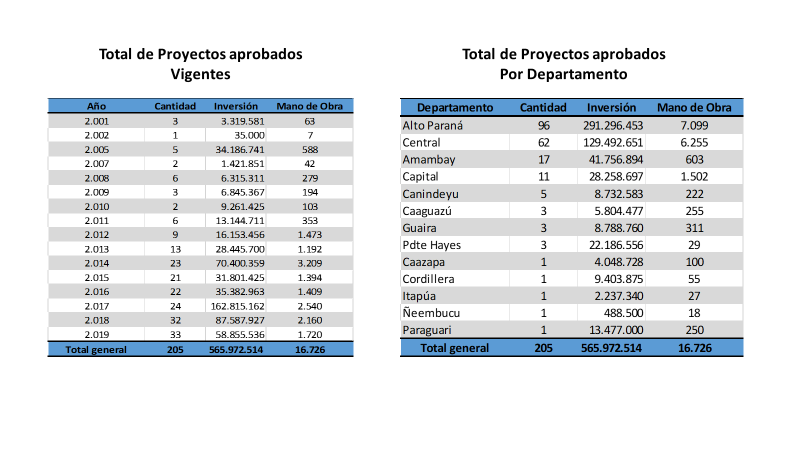 Total de Proyectos aprobados
Vigentes
Año Cantidad Inversión Mano de Obra
2.001 3 3.319.581 63
2.002 1 35.000 7
2.005 5 34.186.741 588
2.007 2 1.421.851 42
2.008 6 6.315.311 279
2.009 3 6.845.367 194
2.010 2 9.261.425 103
2.011 6 13.144.711 353
2.012 9 16.153.456 1.473
2.013 13 28.445.700 1.192
2.014 23 70.400.359 3.209
2.015 21 31.801.425 1.394
2.016 22 35.382.963 1.409
2.017 24 162.815.162 2.540
2.018 32 87.587.927 2.160
2.019 33 58.855.536 1.720
Total general 205 565.972.514 16.726
Total de Proyectos aprobados
Por Departamento
Departamento Cantidad Inversión Mano de Obra
Alto Paraná 96 291.296.453 7.099
Central 62 129.492.651 6.255
Amambay 17 41.756.894 603
Capital 11 28.258.697 1.502
Canindeyu 5 8.732.583 222
Caaguazú 3 5.804.477 255
Guaira 3 8.788.760 311
Pdte Hayes 3 22.186.556 29
Caazapa 1 4.048.728 100
Cordillera 1 9.403.875 55
Itapúa 1 2.237.340 27
Ñeembucu 1 488.500 18
Paraguari 1 13.477.000 250
Total general 205 565.972.514 16.726